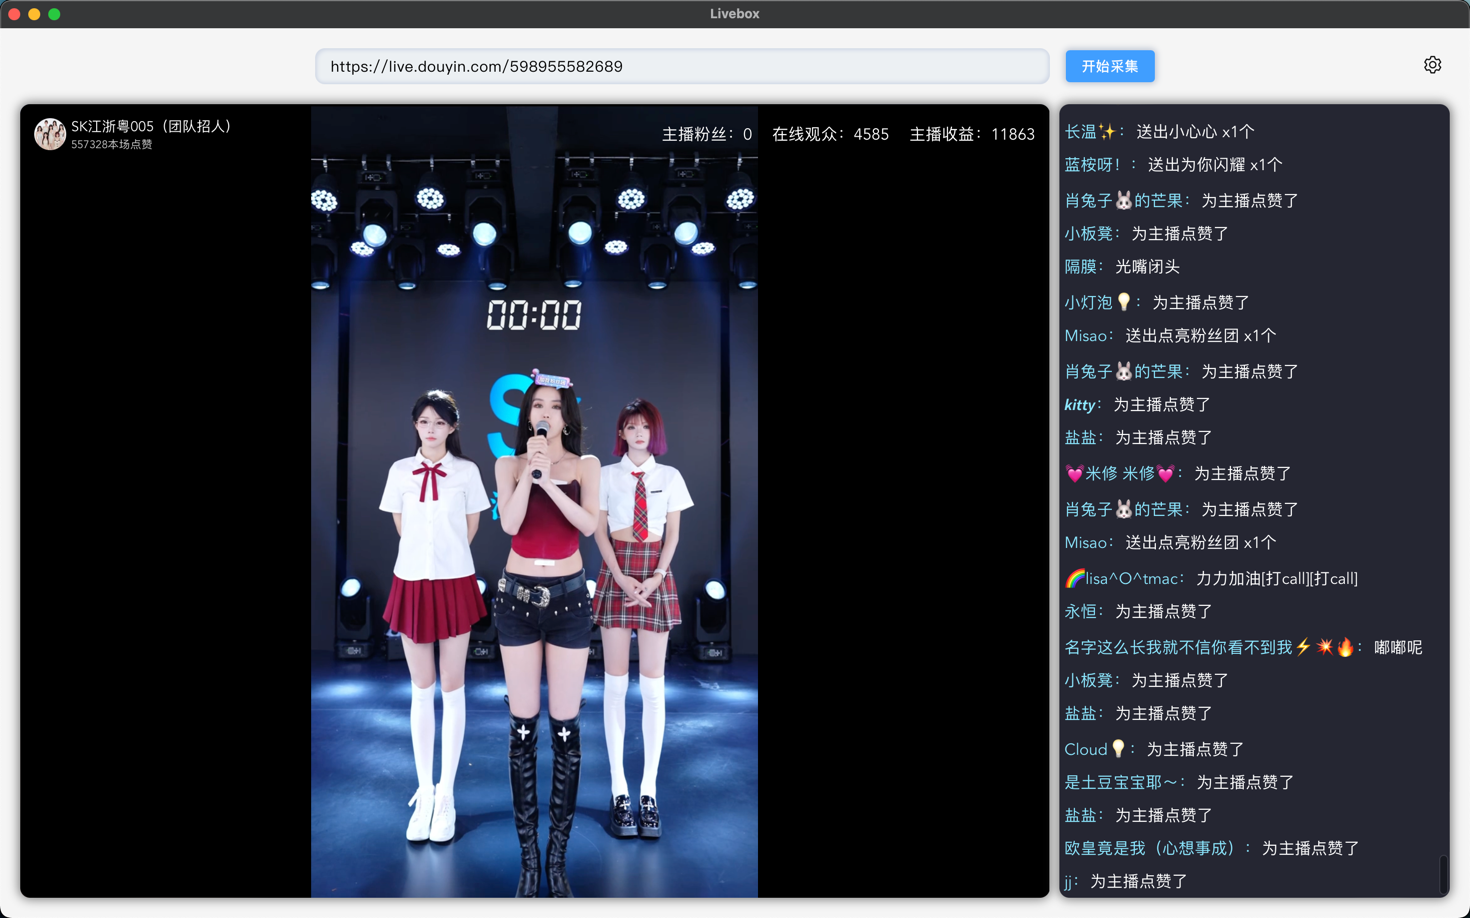 Livebox
https://live.douyin.com/598955582689
开始采集
SK江浙粤005（团队招人）
557328本场点赞
主播粉丝：0 在线观众：4585 主播收益：11863
00:00
S
长温✨： 送出小心心 x1个
蓝桉呀！： 送出为你闪耀 x1个
肖兔子🐰的芒果： 为主播点赞了
小板凳： 为主播点赞了
隔膜： 光嘴闭头
小灯泡💡： 为主播点赞了
Misao： 送出点亮粉丝团 x1个
肖兔子🐰的芒果： 为主播点赞了
kitty： 为主播点赞了
盐盐： 为主播点赞了
💓米修 米修💓： 为主播点赞了
肖兔子🐰的芒果： 为主播点赞了
Misao： 送出点亮粉丝团 x1个
🌈lisa^O^tmac： 力力加油[打call][打call]
永恒： 为主播点赞了
名字这么长我就不信你看不到我⚡💥🔥： 嘟嘟呢
小板凳： 为主播点赞了
盐盐： 为主播点赞了
Cloud💡： 为主播点赞了
是土豆宝宝耶～： 为主播点赞了
盐盐： 为主播点赞了
欧皇竟是我（心想事成）： 为主播点赞了
jj： 为主播点赞了